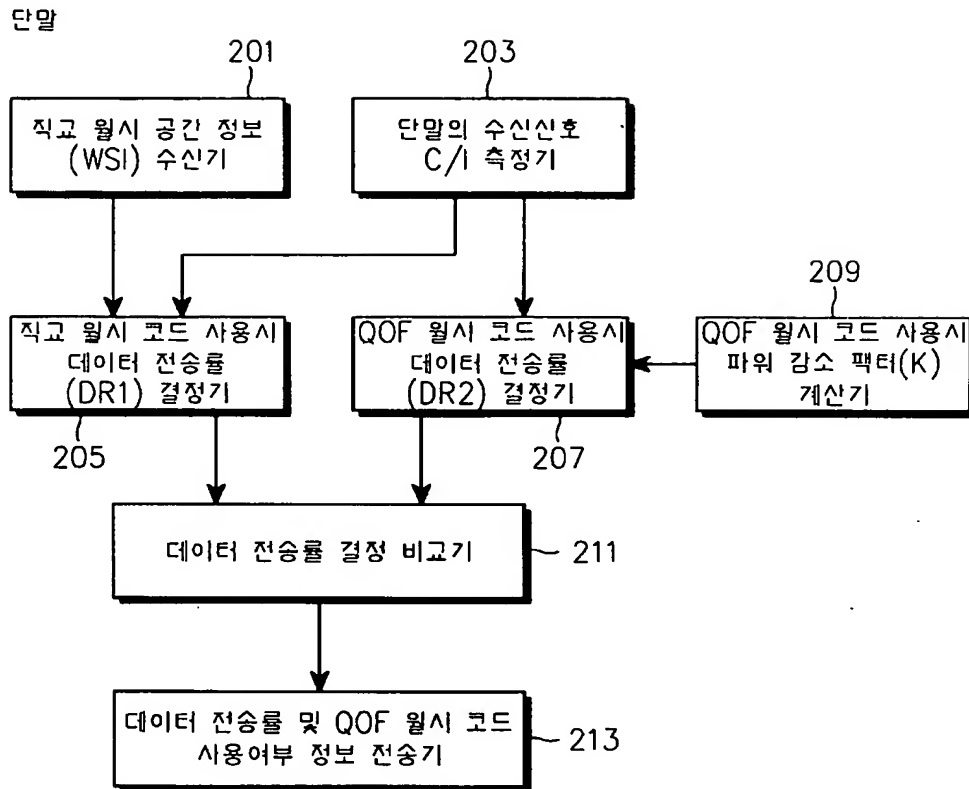 단말
201
직교 월시 공간 정보
(WSI) 수신기
203
단말의 수신신호
C/I 측정기
직교 월시 코드 사용시
데이터 전송률
(DR1) 결정기
205
QOF 월시 코드 사용시
데이터 전송률
(DR2) 결정기
207
209
QOF 월시 코드 사용시
파워 감소 팩터(K)
계산기
데이터 전송률 결정 비교기
211
데이터 전송률 및 QOF 월시 코드
사용여부 정보 전송기
213